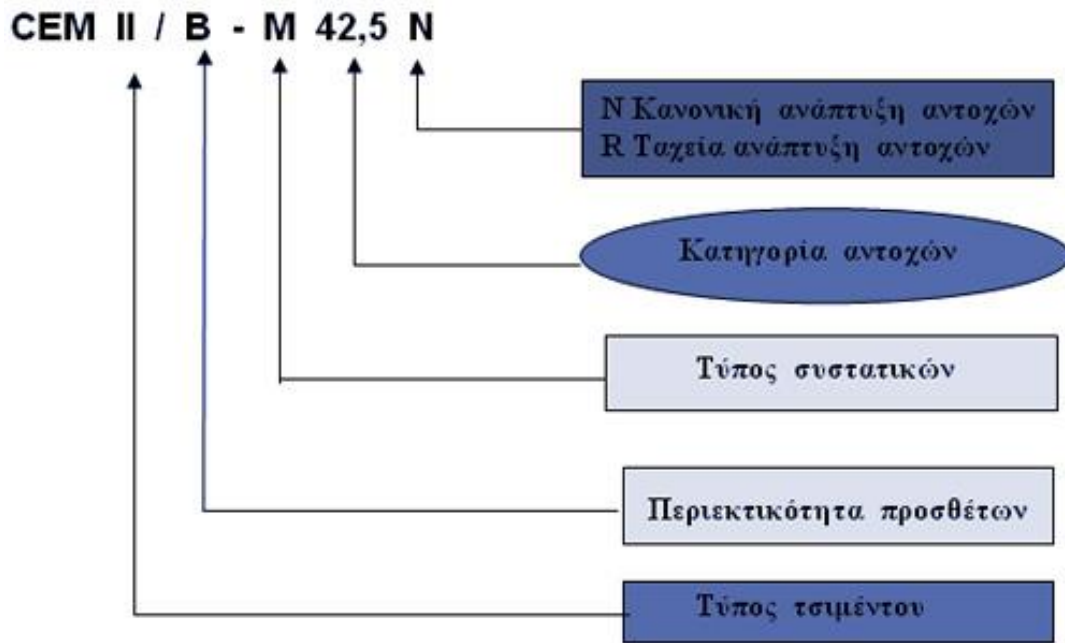 CEM II / B - M 42,5 N
N Κανονική ανάπτυξη αντοχών
R Ταχεία ανάπτυξη αντοχών
Κατηγορία αντοχών
Τύπος συστατικών
Περιεκτικότητα προσθέτων
Τύπος τσιμέντου